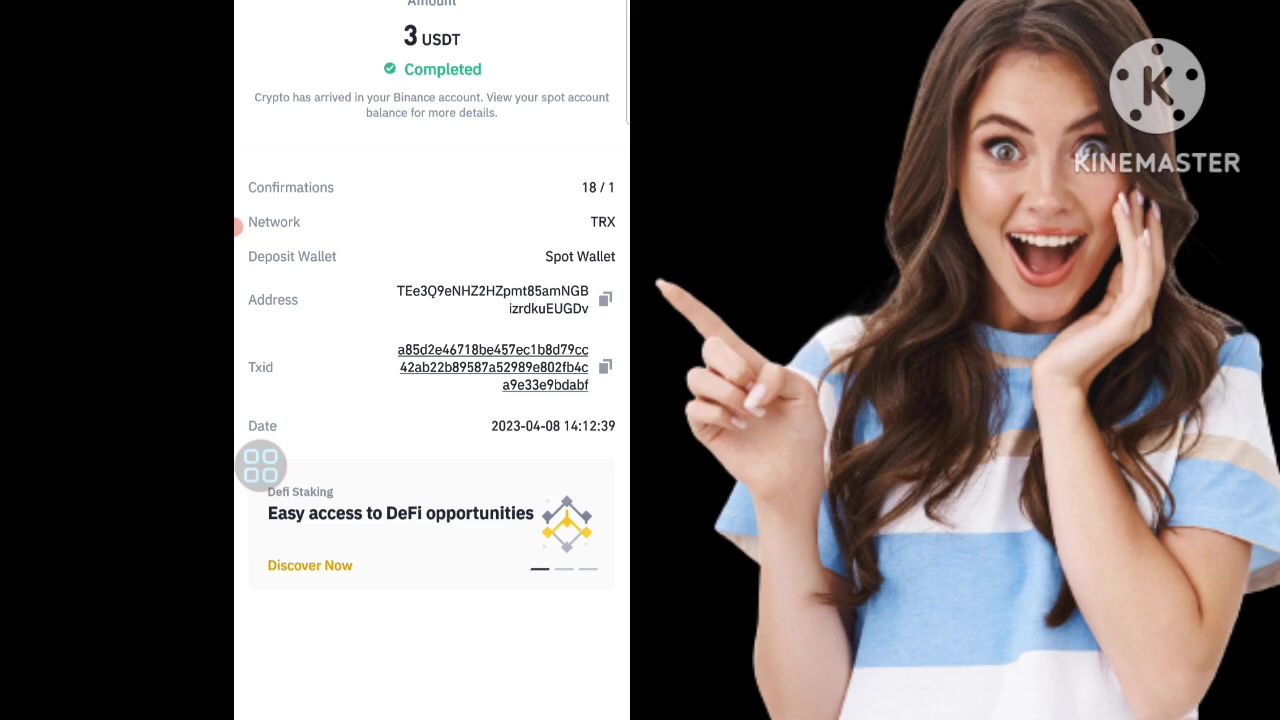 Amount
3 USDT
Completed
Crypto has arrived in your Binance account. View your spot account
balance for more details.
Confirmations 18 / 1
Network TRX
Deposit Wallet Spot Wallet
Address TEe3Q9eNHZ2HZpmt85amNGB
izrdkuEUGDv
Txid a85d2e46718be457ec1b8d79cc
42ab22b89587a52989e802fb4c
a9e33e9bdabf
Date 2023-04-08 14:12:39
Defi Staking
Easy access to DeFi opportunities
Discover Now
K
KINEMASTER